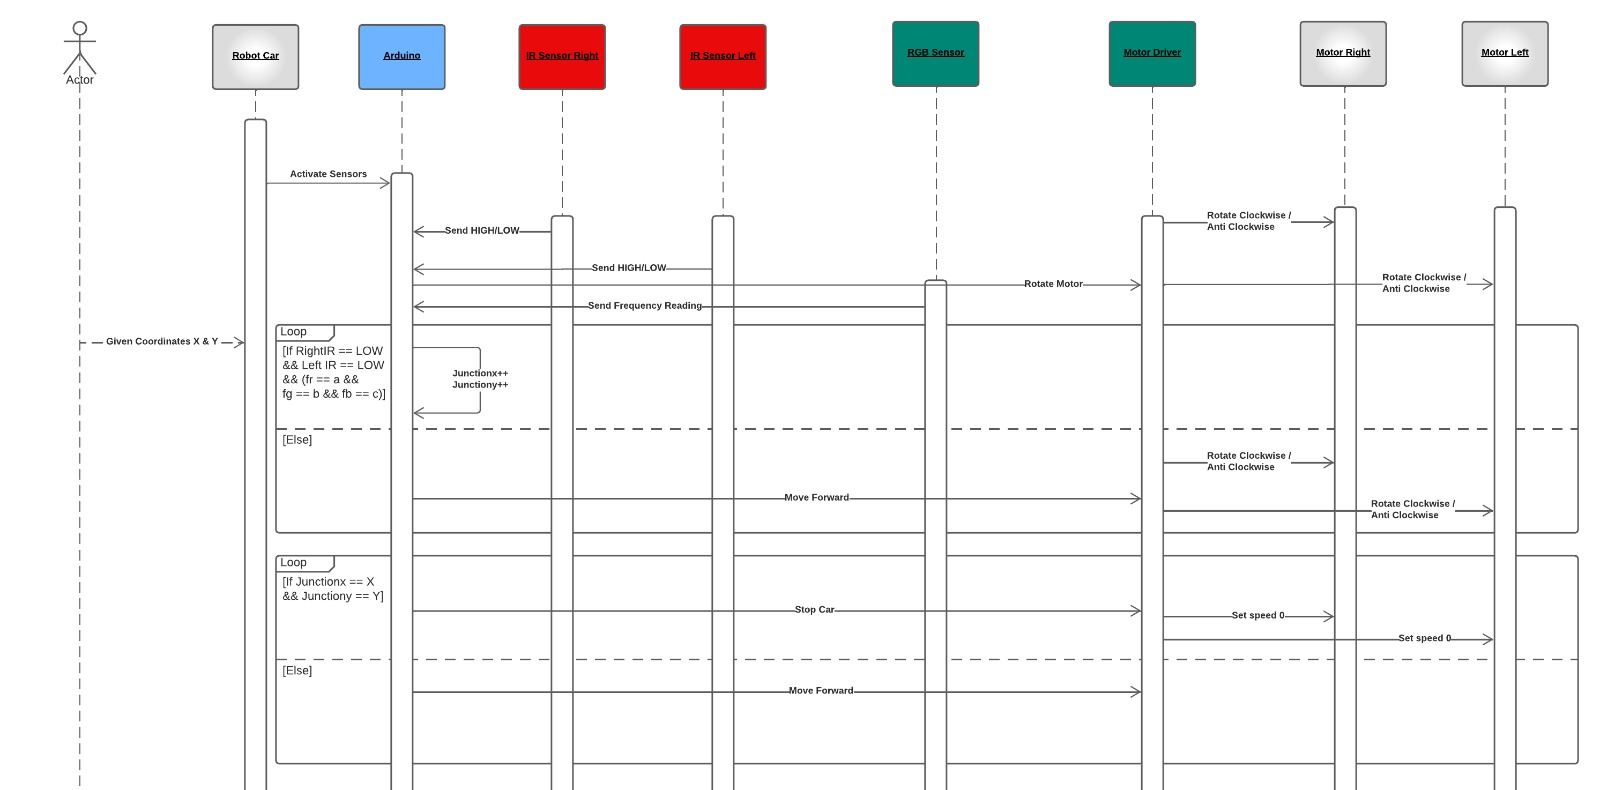 Actor
Robot Car
Arduino
IR Sensor Right
IR Sensor Left
RGB Sensor
Motor Driver
Motor Right
Motor Left
Activate Sensors
Rotate Clockwise /
Anti Clockwise
Send HIGH/LOW
Send HIGH/LOW
Rotate Motor
Rotate Clockwise /
Anti Clockwise
Send Frequency Reading
Given Coordinates X & Y
Loop
[If RightIR == LOW
&& Left IR == LOW
&& (fr == a &&
fg == b && fb == c)]
Junctionx++
Junctiony++
[Else]
Rotate Clockwise /
Anti Clockwise
Move Forward
Rotate Clockwise /
Anti Clockwise
Loop
[If Junctionx == X
&& Junctiony == Y]
Stop Car
Set speed 0
Set speed 0
[Else]
Move Forward